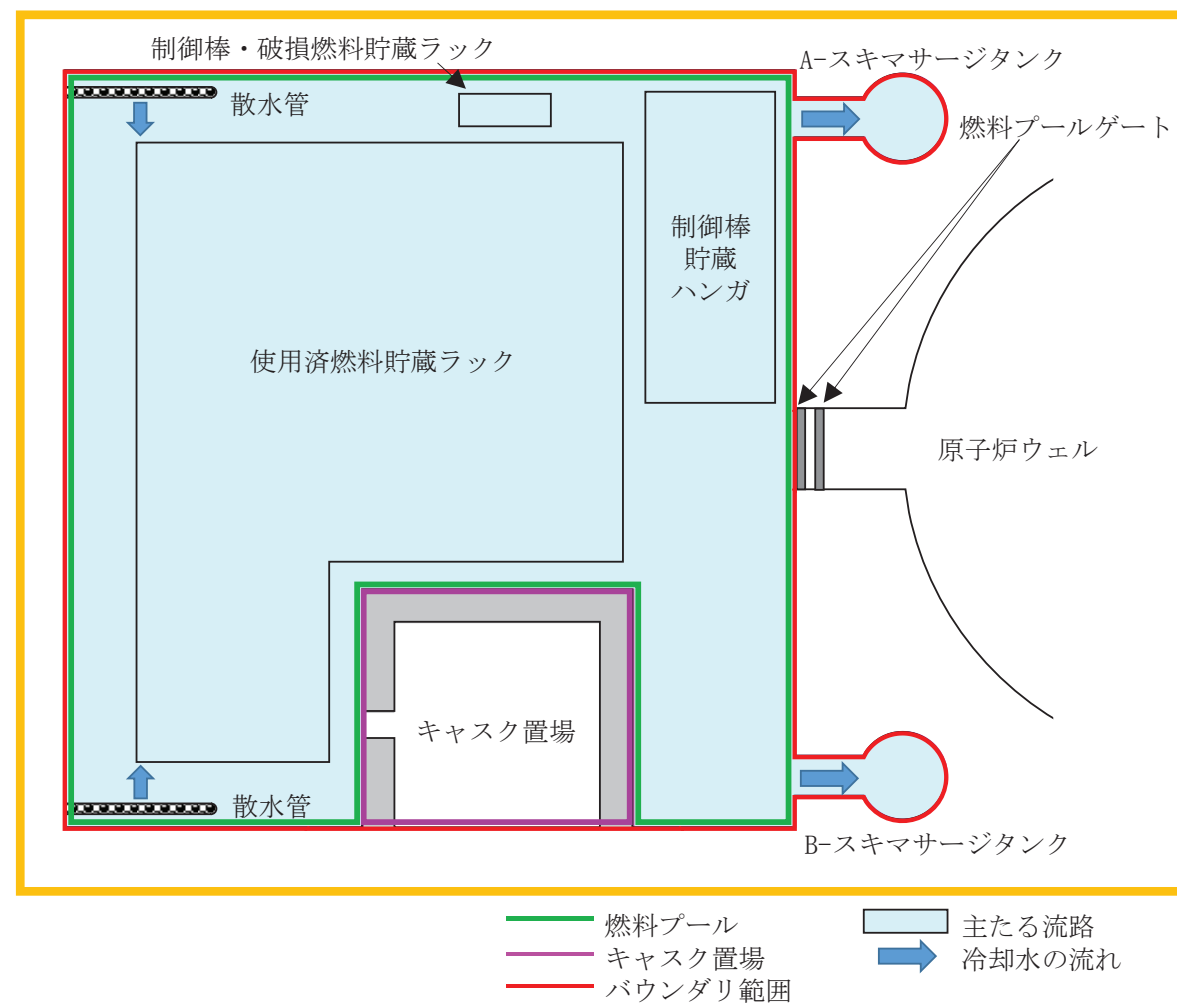 制御棒・破損燃料貯蔵ラック
A-スキマサージタンク
散水管
燃料プールゲート
制御棒
貯蔵
ハンガ
使用済燃料貯蔵ラック
原子炉ウェル
キャスク置場
散水管
B-スキマサージタンク
燃料プール
キャスク置場
バウンダリ範囲
主たる流路
冷却水の流れ